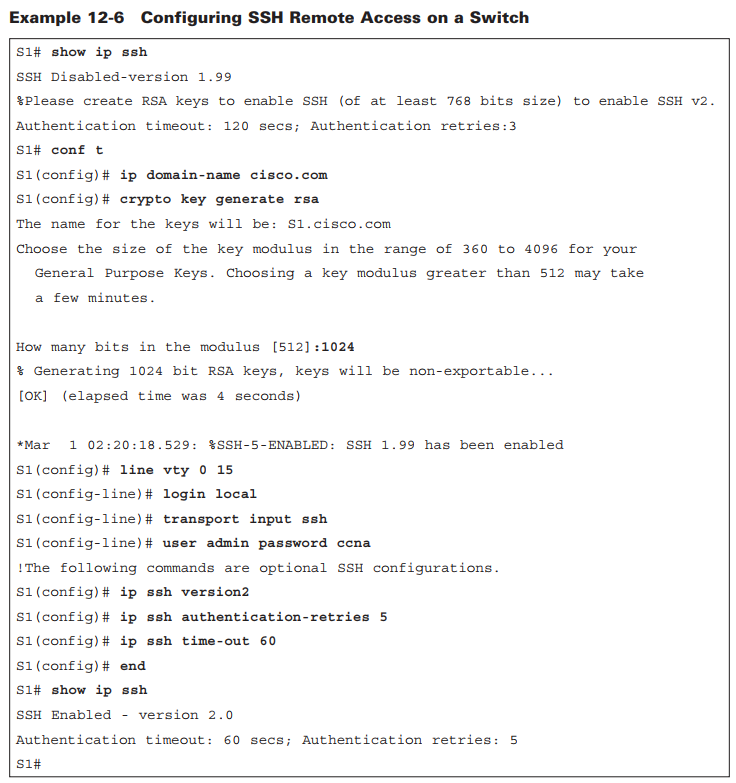 Example 12-6 Configuring SSH Remote Access on a Switch
S1# show ip ssh
SSH Disabled-version 1.99
%Please create RSA keys to enable SSH (of at least 768 bits size) to enable SSH v2.
Authentication timeout: 120 secs; Authentication retries:3
S1# conf t
S1(config)# ip domain-name cisco.com
S1(config)# crypto key generate rsa
The name for the keys will be: S1.cisco.com
Choose the size of the key modulus in the range of 360 to 4096 for your
General Purpose Keys. Choosing a key modulus greater than 512 may take
a few minutes.
How many bits in the modulus [512]:1024
% Generating 1024 bit RSA keys, keys will be non-exportable...
[OK] (elapsed time was 4 seconds)
*Mar 1 02:20:18.529: %SSH-5-ENABLED: SSH 1.99 has been enabled
S1(config)# line vty 0 15
S1(config-line)# login local
S1(config-line)# transport input ssh
S1(config-line)# user admin password ccna
!The following commands are optional SSH configurations.
S1(config)# ip ssh version2
S1(config)# ip ssh authentication-retries 5
S1(config)# ip ssh time-out 60
S1(config)# end
S1# show ip ssh
SSH Enabled - version 2.0
Authentication timeout: 60 secs; Authentication retries: 5
S1#